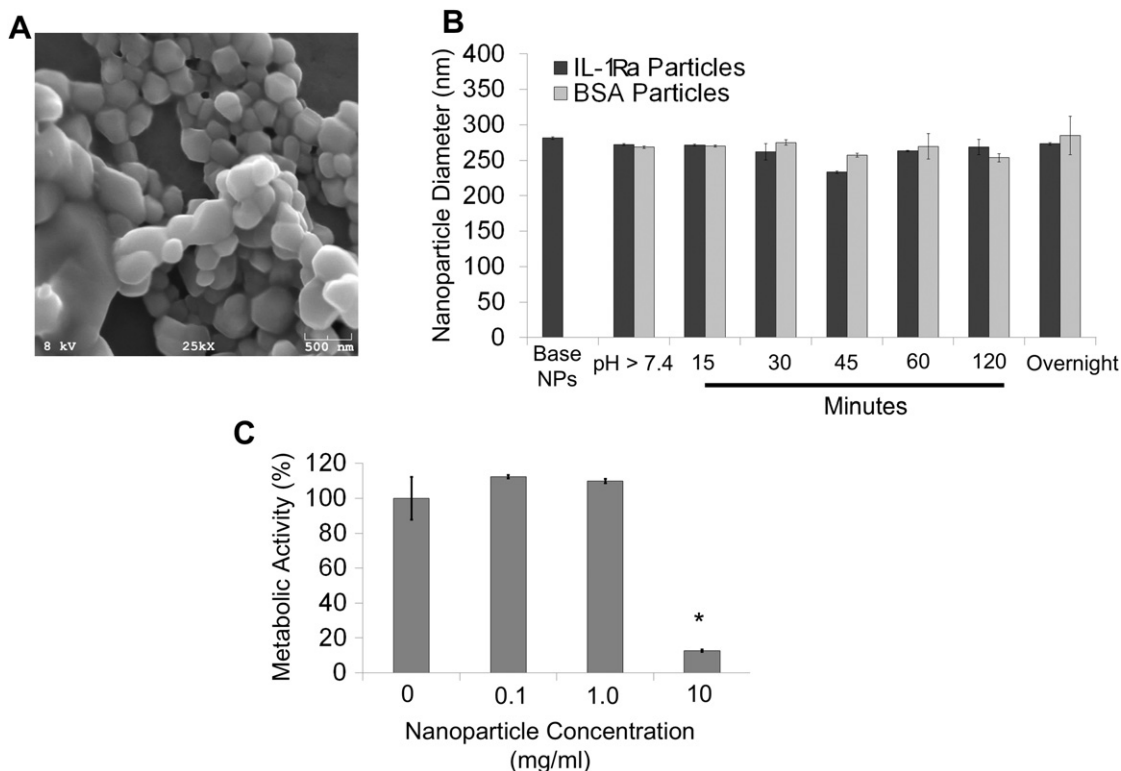 A
8 kV 25kX 500 nm
B
Nanoparticle Diameter (nm)
400
350
300
250
200
150
100
50
0
IL-1Ra Particles
BSA Particles
Base NPs pH > 7.4 15 30 45 60 120 Overnight
Minutes
C
Metabolic Activity (%)
120
100
80
60
40
20
0
*
0 0.1 1.0 10
Nanoparticle Concentration
(mg/ml)